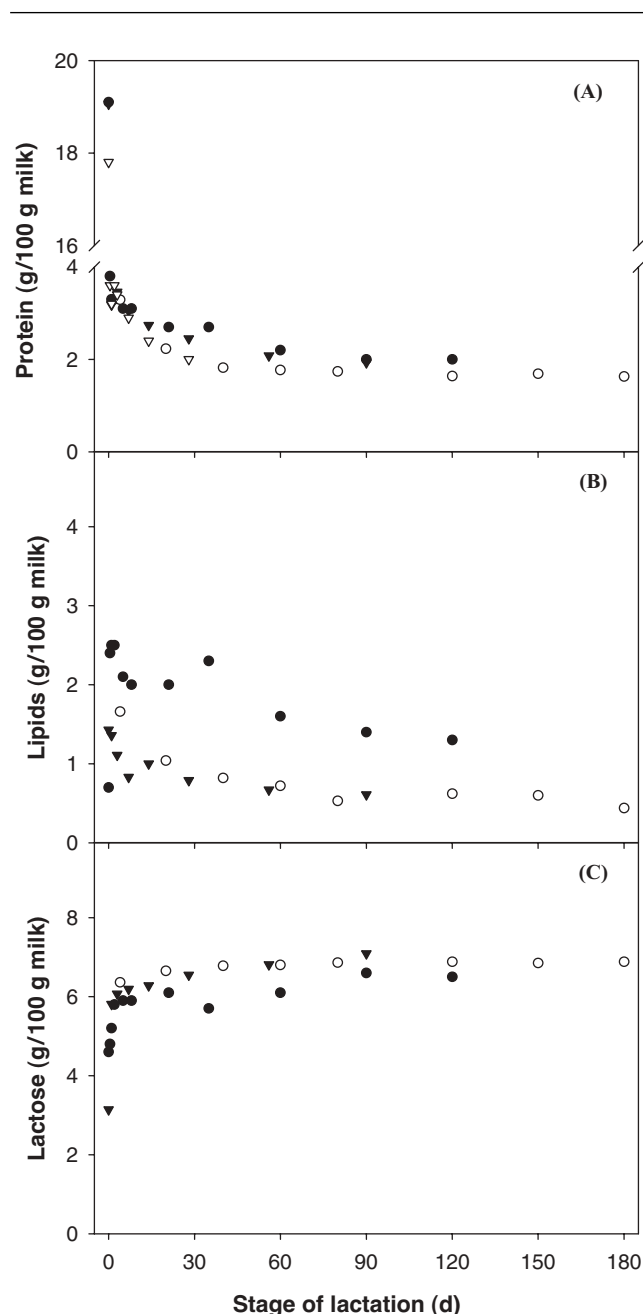 (A)
Protein (g/100 g milk)
20
18
16
4
2
0
(B)
Lipids (g/100 g milk)
4
3
2
1
0
(C)
Lactose (g/100 g milk)
8
6
4
2
0
0 30 60 90 120 150 180
Stage of lactation (d)